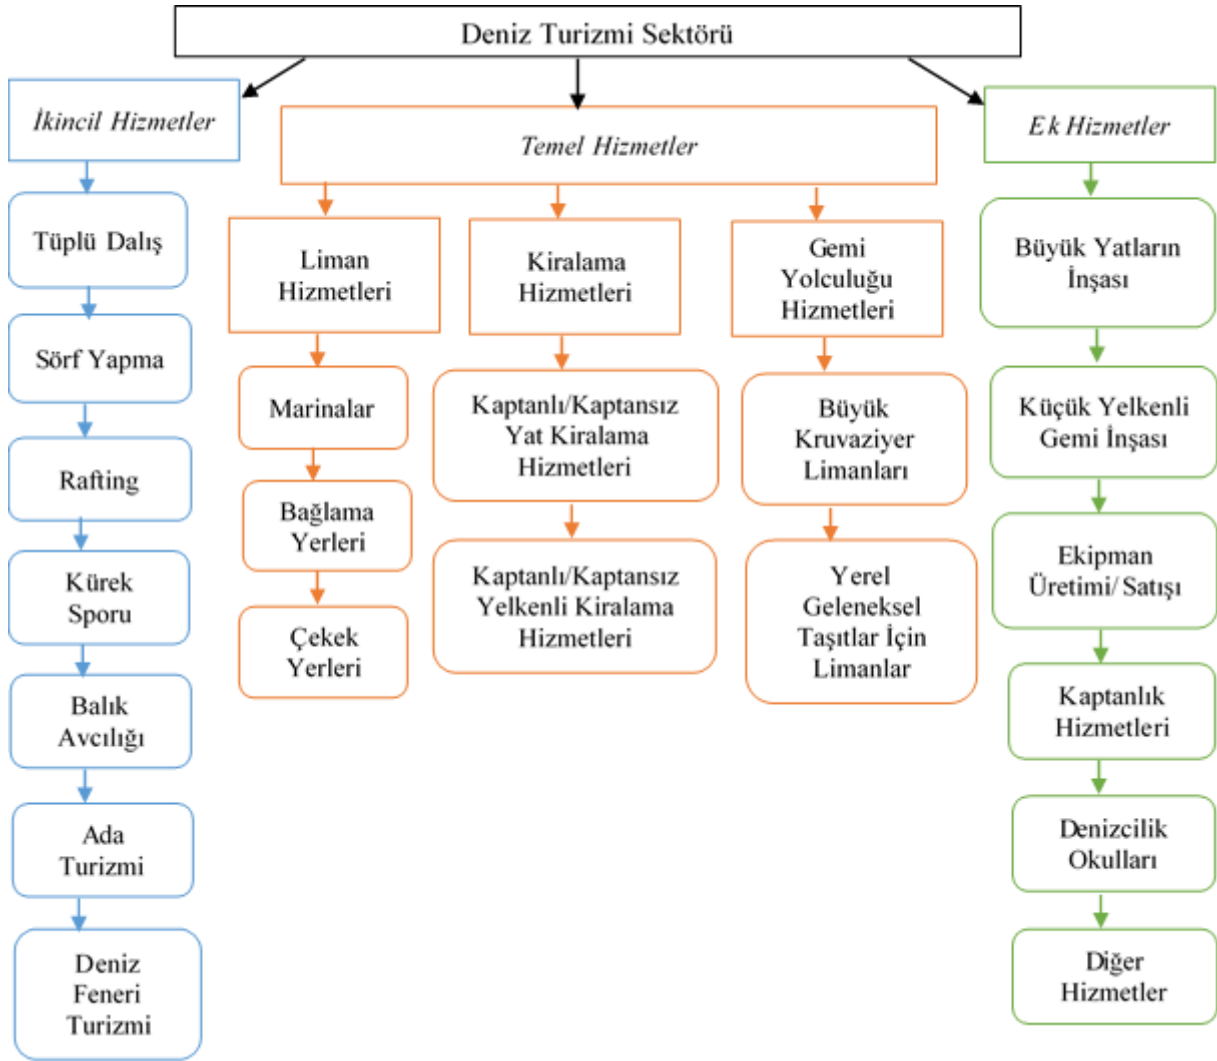 Deniz Turizmi Sektörü
İkincil Hizmetler
Tüplü Dalış
Sörf Yapma
Rafting
Kürek
Sporu
Balık
Avcılığı
Ada
Turizmi
Deniz
Feneri
Turizmi
Temel Hizmetler
Liman
Hizmetleri
Marinalar
Bağlama
Yerleri
Çekek
Yerleri
Kiralama
Hizmetleri
Kaptanlı/Kaptansız
Yat Kiralama
Hizmetleri
Kaptanlı/Kaptansız
Yelkenli Kiralama
Hizmetleri
Gemi
Yolculuğu
Hizmetleri
Büyük
Kruvaziyer
Limanları
Yerel
Geleneksel
Taşıtlar İçin
Limanlar
Ek Hizmetler
Büyük Yatların
İnşası
Küçük Yelkenli
Gemi İnşası
Ekipman
Üretimi/ Satışı
Kaptanlık
Hizmetleri
Denizcilik
Okulları
Diğer
Hizmetler